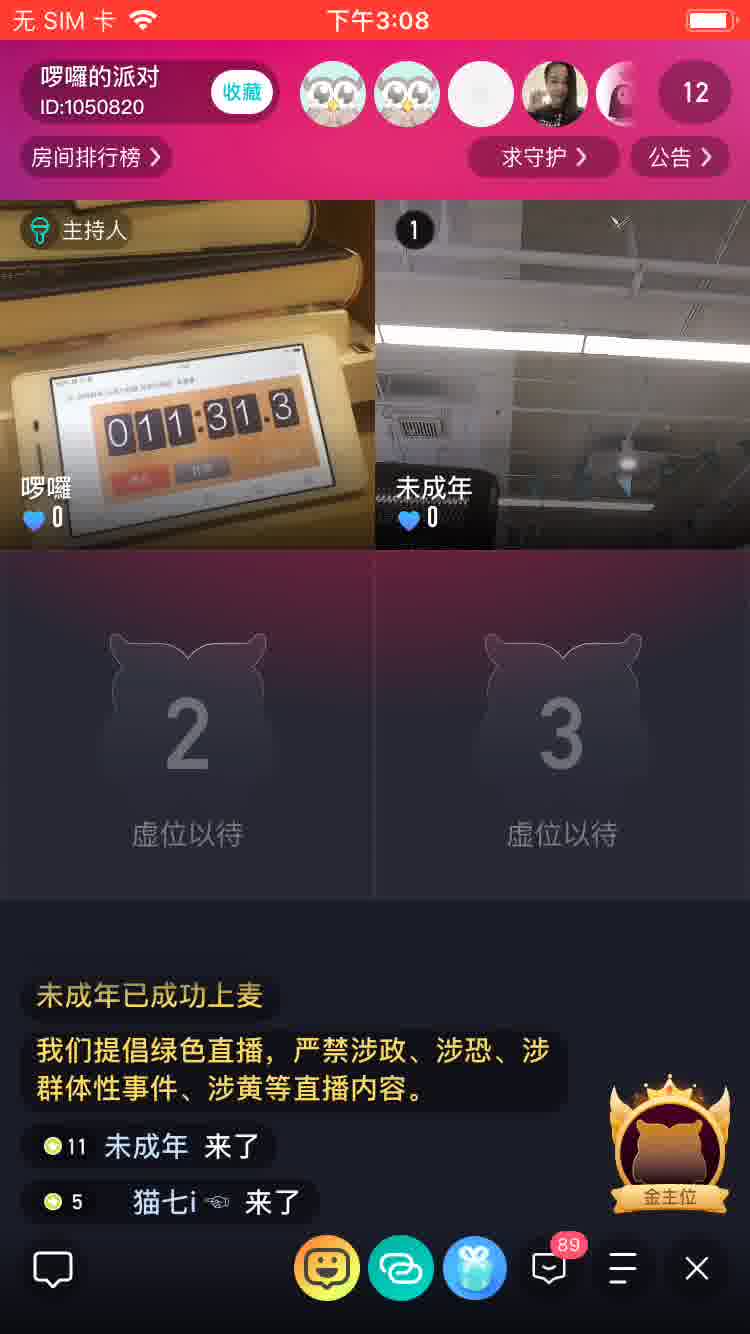 无 SIM 卡
下午3:08
啰囉的派对
ID:1050820
收藏
12
房间排行榜
求守护
公告
主持人
1
011:31.3
啰囉
0
未成年
0
2
虚位以待
3
虚位以待
未成年已成功上麦
我们提倡绿色直播，严禁涉政、涉恐、涉
群体性事件、涉黄等直播内容。
11 未成年 来了
5 猫七i☜ 来了
金主位
89